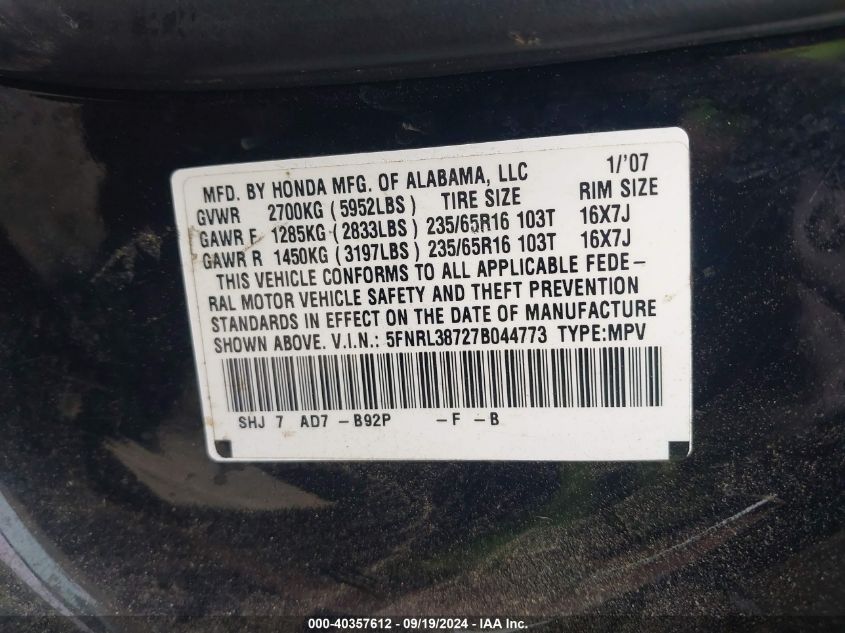 MFD. BY HONDA MFG. OF ALABAMA, LLC 1/'07
GVWR 2700KG (5952LBS) TIRE SIZE RIM SIZE
GAWR F 1285KG (2833LBS) 235/65R16 103T 16X7J
GAWR R 1450KG (3197LBS) 235/65R16 103T 16X7J
THIS VEHICLE CONFORMS TO ALL APPLICABLE FEDE-
RAL MOTOR VEHICLE SAFETY AND THEFT PREVENTION
STANDARDS IN EFFECT ON THE DATE OF MANUFACTURE
SHOWN ABOVE. V.I.N.: 5FNRL38727B044773 TYPE:MPV
SHJ 7 AD7 -B92P -F -B
000-40357612 - 09/19/2024 - IAA Inc.